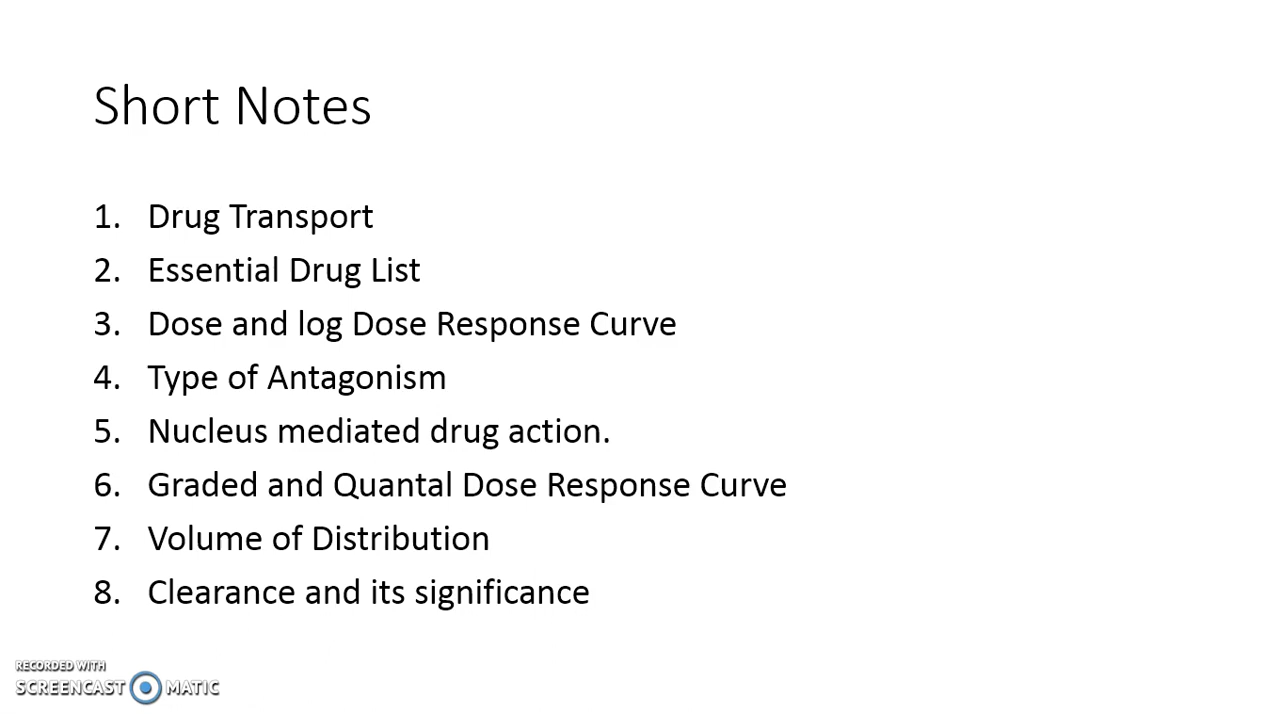 Short Notes
1. Drug Transport
2. Essential Drug List
3. Dose and log Dose Response Curve
4. Type of Antagonism
5. Nucleus mediated drug action.
6. Graded and Quantal Dose Response Curve
7. Volume of Distribution
8. Clearance and its significance
RECORDED WITH
SCREENCAST MATIC